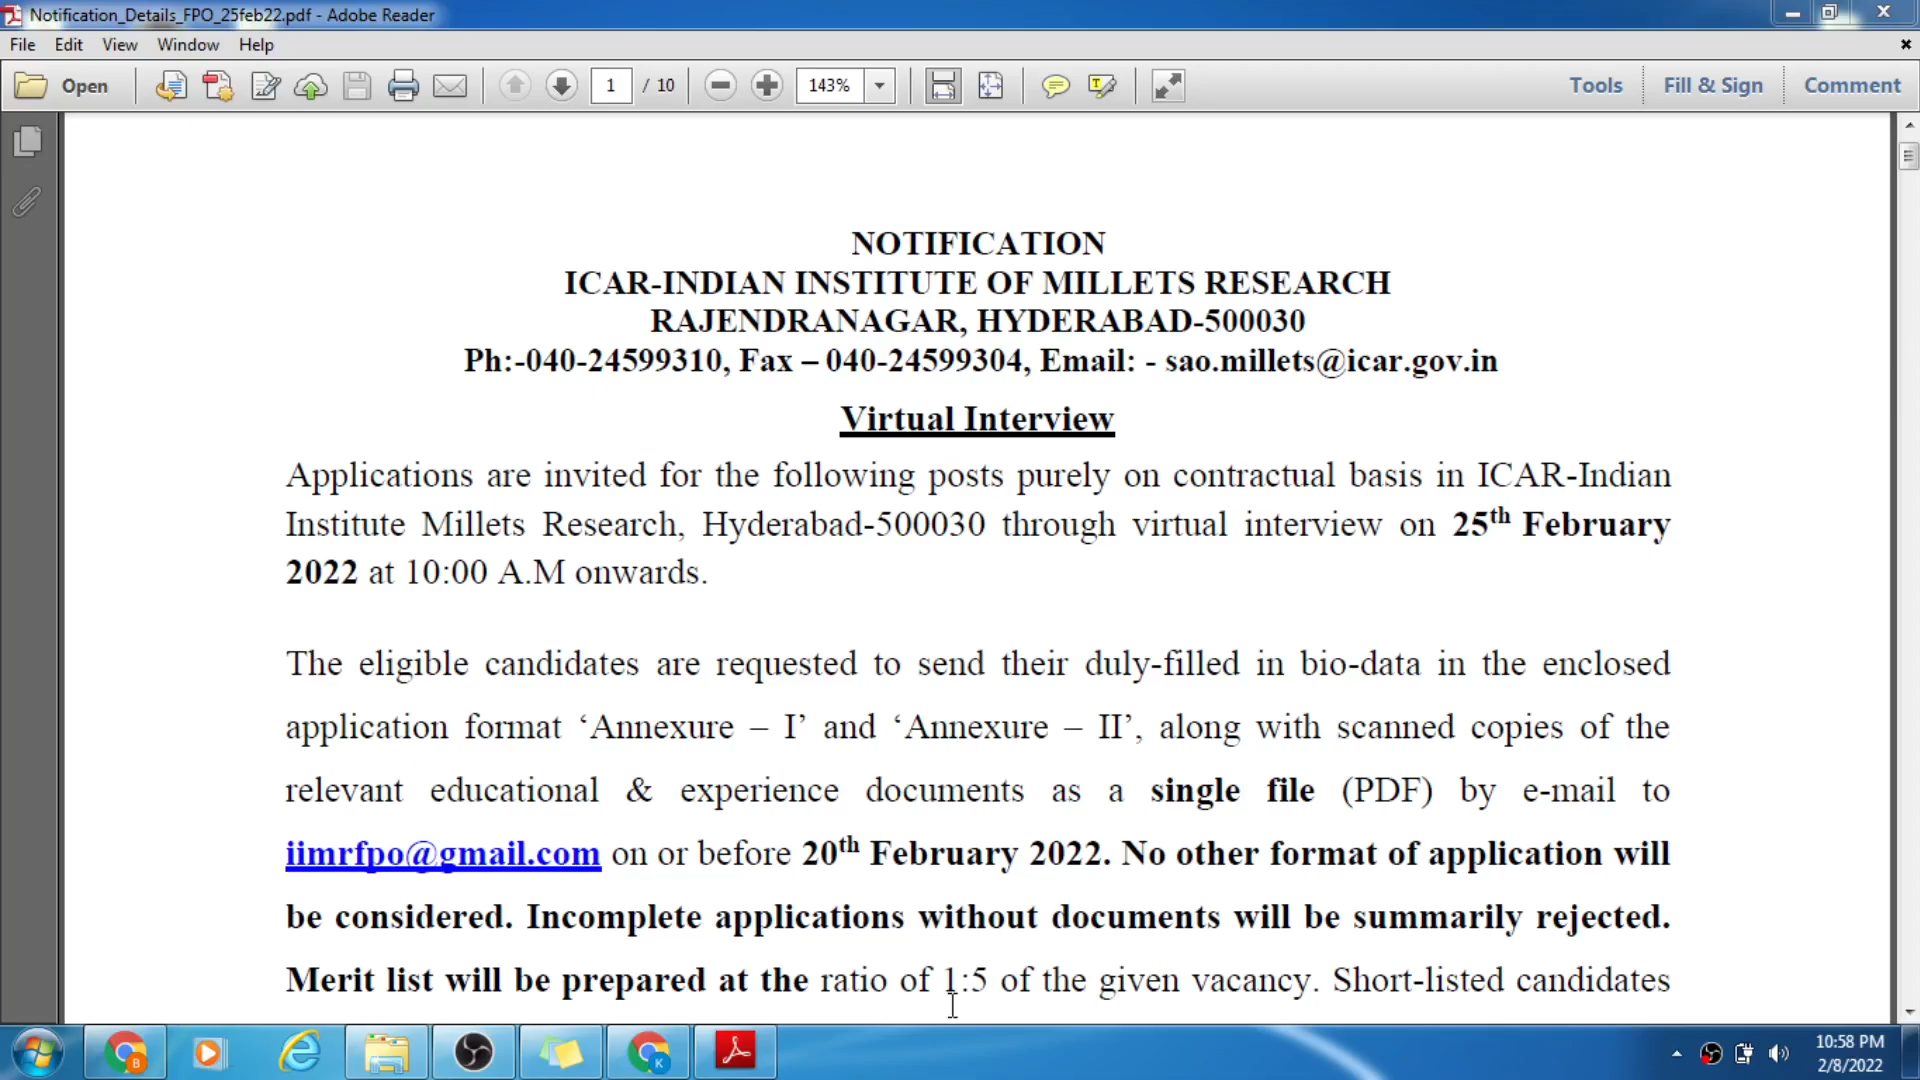 Notification_Details_FPO_25feb22.pdf - Adobe Reader
File Edit View Window Help
Open 1 / 10 143% Tools Fill & Sign Comment
NOTIFICATION
ICAR-INDIAN INSTITUTE OF MILLETS RESEARCH
RAJENDRANAGAR, HYDERABAD-500030
Ph:-040-24599310, Fax – 040-24599304, Email: - sao.millets@icar.gov.in
Virtual Interview
Applications are invited for the following posts purely on contractual basis in ICAR-Indian
Institute Millets Research, Hyderabad-500030 through virtual interview on 25th February
2022 at 10:00 A.M onwards.
The eligible candidates are requested to send their duly-filled in bio-data in the enclosed
application format ‘Annexure – I’ and ‘Annexure – II’, along with scanned copies of the
relevant educational & experience documents as a single file (PDF) by e-mail to
iimrfpo@gmail.com on or before 20th February 2022. No other format of application will
be considered. Incomplete applications without documents will be summarily rejected.
Merit list will be prepared at the ratio of 1:5 of the given vacancy. Short-listed candidates
B K
10:58 PM
2/8/2022